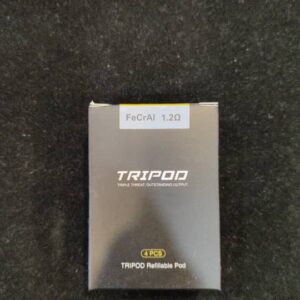 FeCrAl 1.2Ω
TRIPOD
TRIPLE THREAT, OUTSTANDING OUTPUT
4 PCS
TRIPOD Refillable Pod